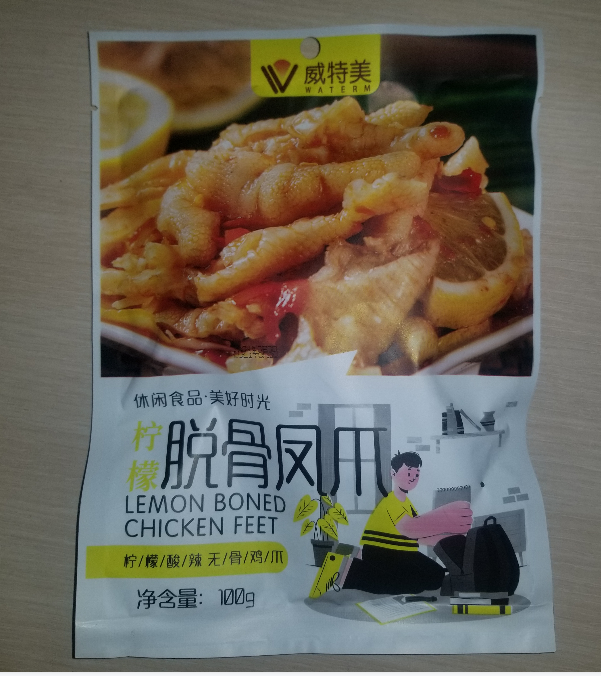 威特美
WATERM
休闲食品·美好时光
柠檬
脱骨凤爪
LEMON BONED
CHICKEN FEET
柠/檬/酸/辣 无/骨/鸡/爪
净含量: 100g